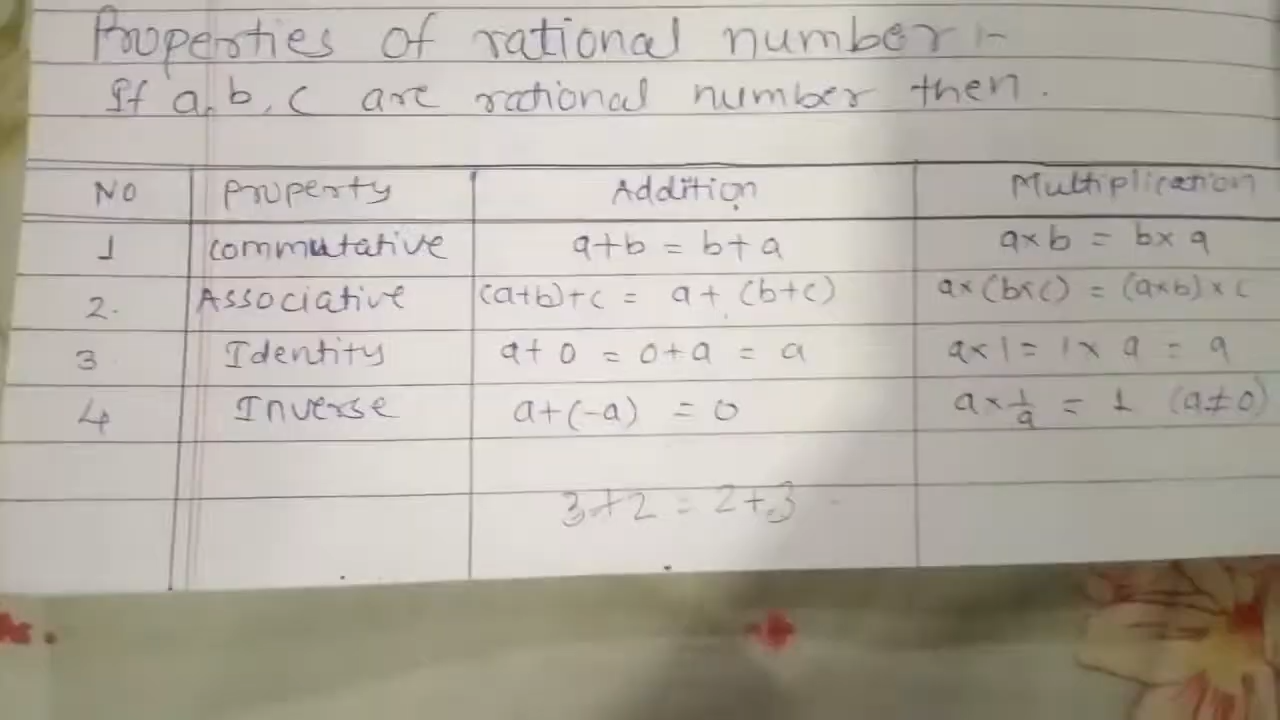 Properties of rational number :-
If a, b, c are rational number then.
No Property Addition Multiplication
1 Commutative a+b = b+a a×b = b×a
2. Associative (a+b)+c = a+(b+c) a×(b×c) = (a×b)×c
3 Identity a+0 = 0+a = a a×1 = 1×a = a
4 Inverse a+(-a) = 0 a×1/a = 1 (a≠0)
3+2 = 2+3